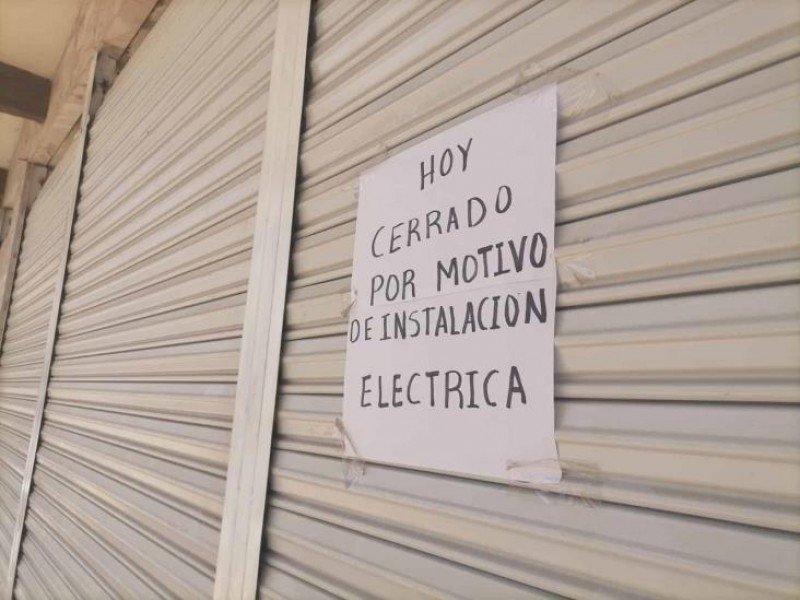 HOY
CERRADO
POR MOTIVO
DE INSTALACION
ELECTRICA